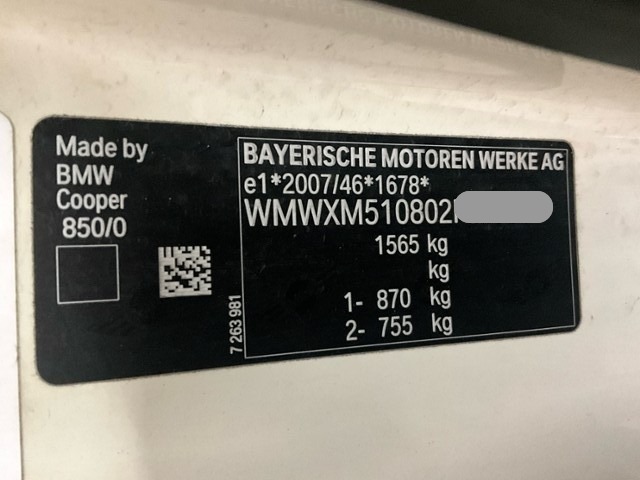 Made by
BMW
Cooper
850/0
7 263 981
BAYERISCHE MOTOREN WERKE AG
e1*2007/46*1678*
WMWXM510802
1565 kg
kg
1- 870 kg
2- 755 kg